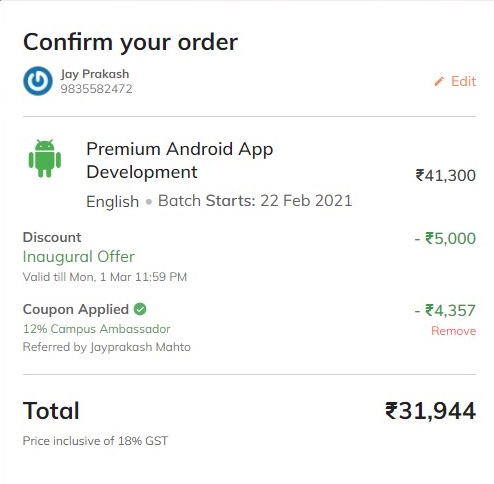 Confirm your order
Jay Prakash
9835582472
Edit
Premium Android App
Development
₹41,300
English • Batch Starts: 22 Feb 2021
Discount
- ₹5,000
Inaugural Offer
Valid till Mon, 1 Mar 11:59 PM
Coupon Applied
- ₹4,357
12% Campus Ambassador
Remove
Referred by Jayprakash Mahto
Total
₹31,944
Price inclusive of 18% GST